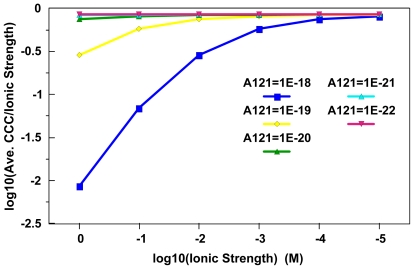 log10(Ave. CCC/Ionic Strength)
0
-0.5
-1
-1.5
-2
-2.5
A121=1E-18 A121=1E-21
A121=1E-19 A121=1E-22
A121=1E-20
0 -1 -2 -3 -4 -5
log10(Ionic Strength) (M)